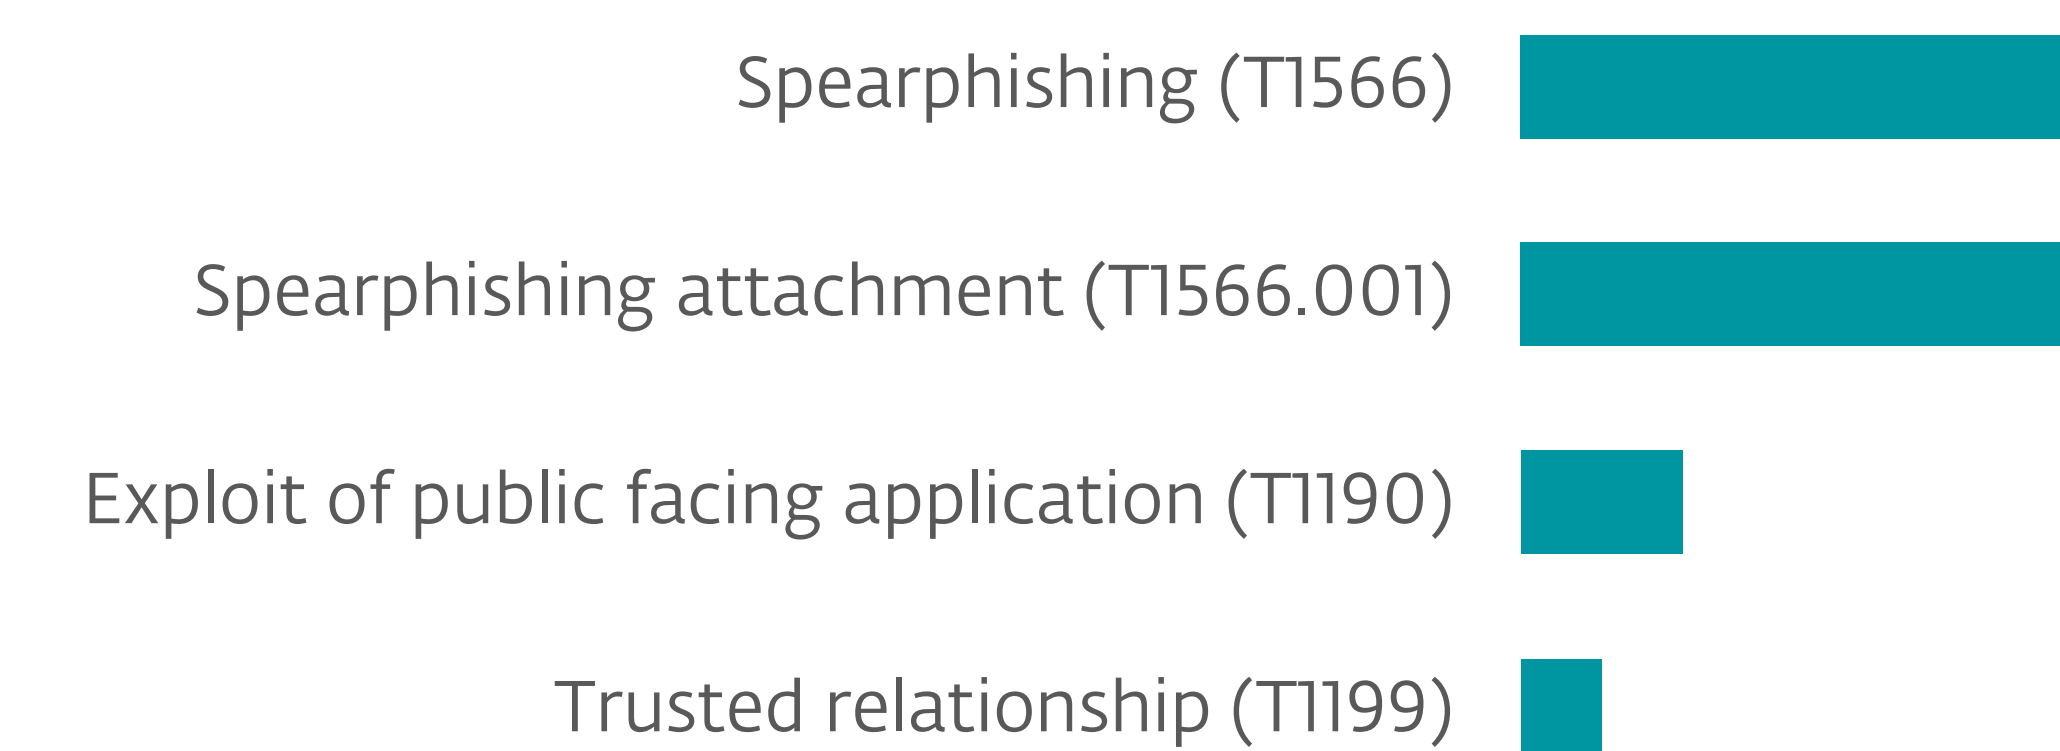 Spearphishing (T1566)
Spearphishing attachment (T1566.001)
Exploit of public facing application (T1190)
Trusted relationship (T1199)